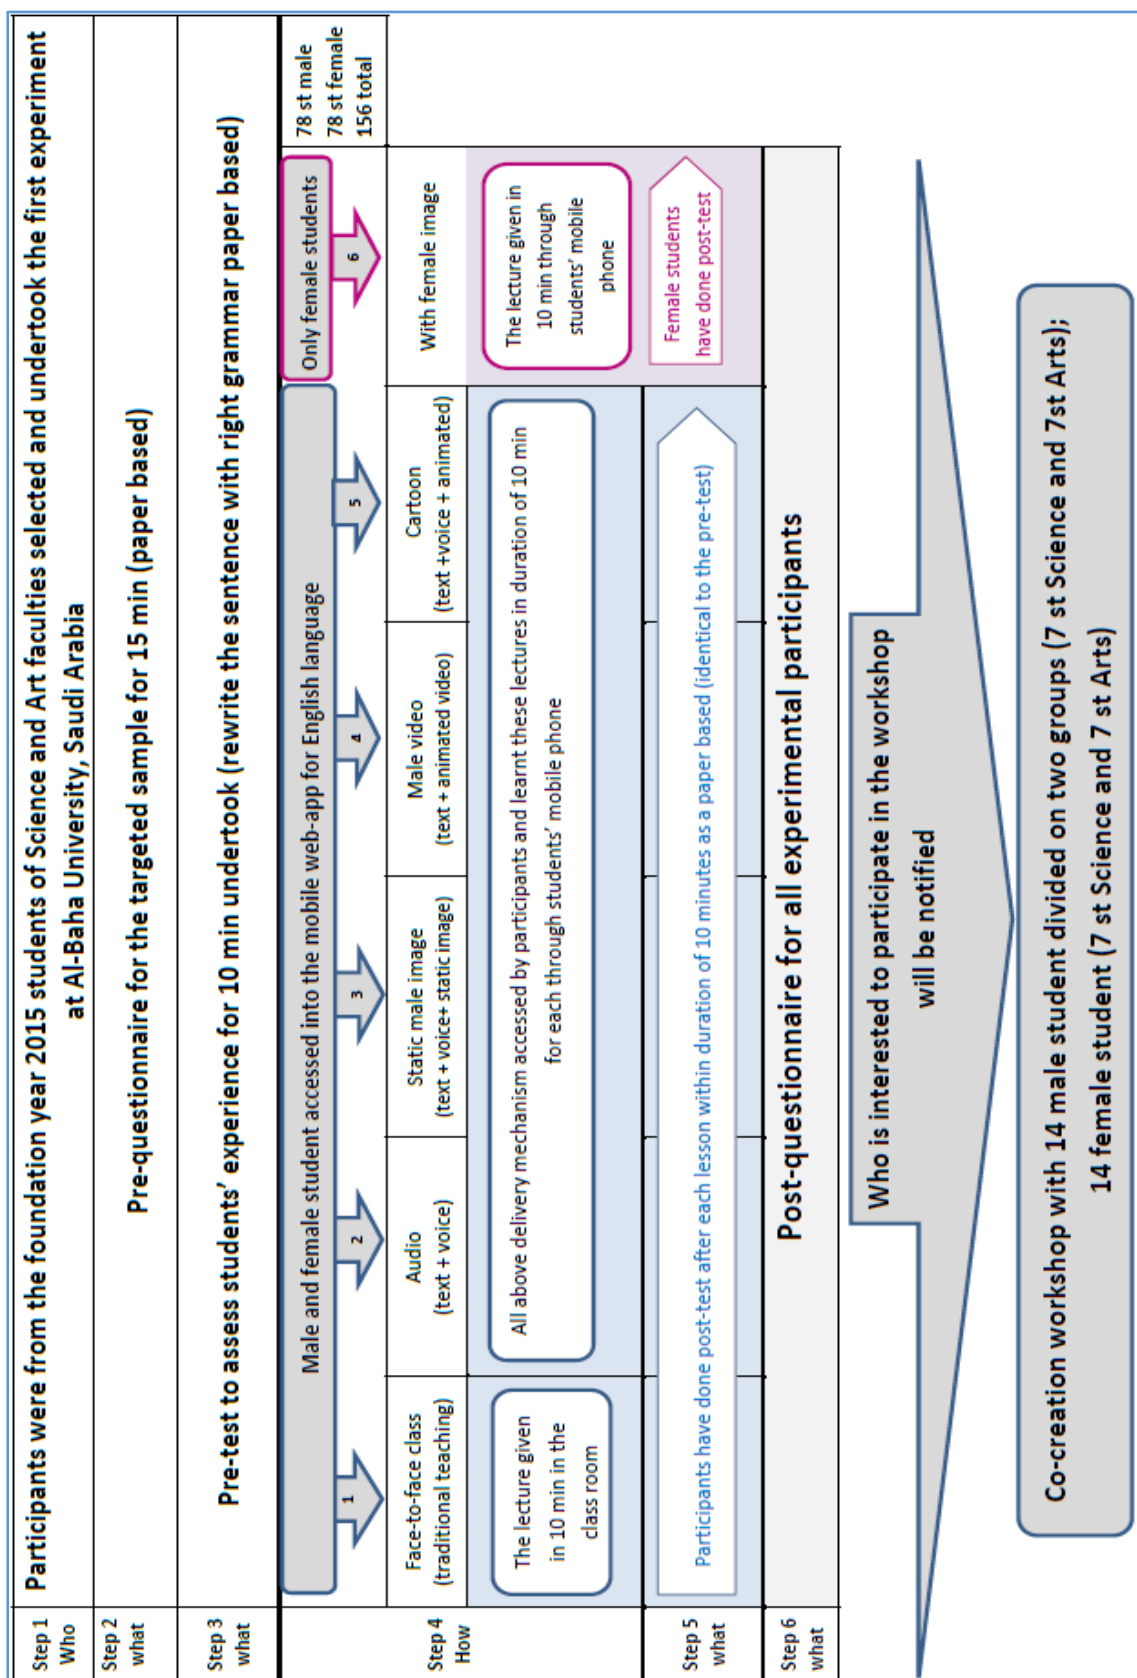 Step 1
Who
Participants were from the foundation year 2015 students of Science and Art faculties selected and undertook the first experiment
at Al-Baha University, Saudi Arabia
Step 2
what
Pre-questionnaire for the targeted sample for 15 min (paper based)
Step 3
what
Pre-test to assess students' experience for 10 min undertook (rewrite the sentence with right grammar paper based)
Step 4
How
Male and female student accessed into the mobile web-app for English language
Only female students
78 st male
78 st female
156 total
1
2
3
4
5
6
Face-to-face class
(traditional teaching)
Audio
(text + voice)
Static male image
(text + voice+ static image)
Male video
(text + animated video)
Cartoon
(text +voice + animated)
With female image
The lecture given
in 10 min in the
class room
All above delivery mechanism accessed by participants and learnt these lectures in duration of 10 min
for each through students' mobile phone
The lecture given in
10 min through
students' mobile
phone
Step 5
what
Participants have done post-test after each lesson within duration of 10 minutes as a paper based (identical to the pre-test)
Female students
have done post-test
Step 6
what
Post-questionnaire for all experimental participants
Who is interested to participate in the workshop
will be notified
Co-creation workshop with 14 male student divided on two groups (7 st Science and 7st Arts);
14 female student (7 st Science and 7 st Arts)